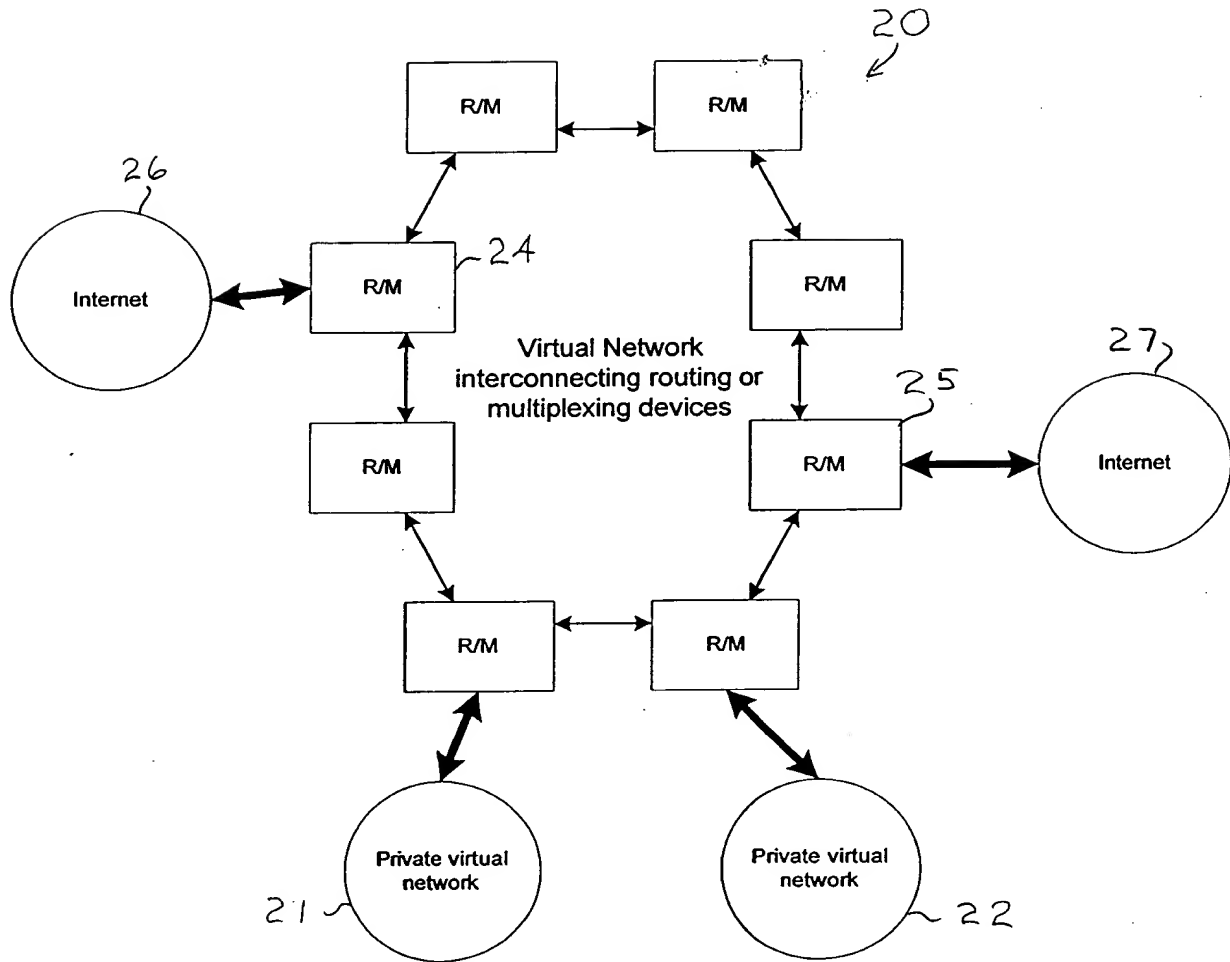 20
R/M
R/M
26
24
R/M
R/M
Internet
Virtual Network
interconnecting routing or
multiplexing devices
27
25
R/M
R/M
Internet
R/M
R/M
Private virtual
network
Private virtual
network
21
22